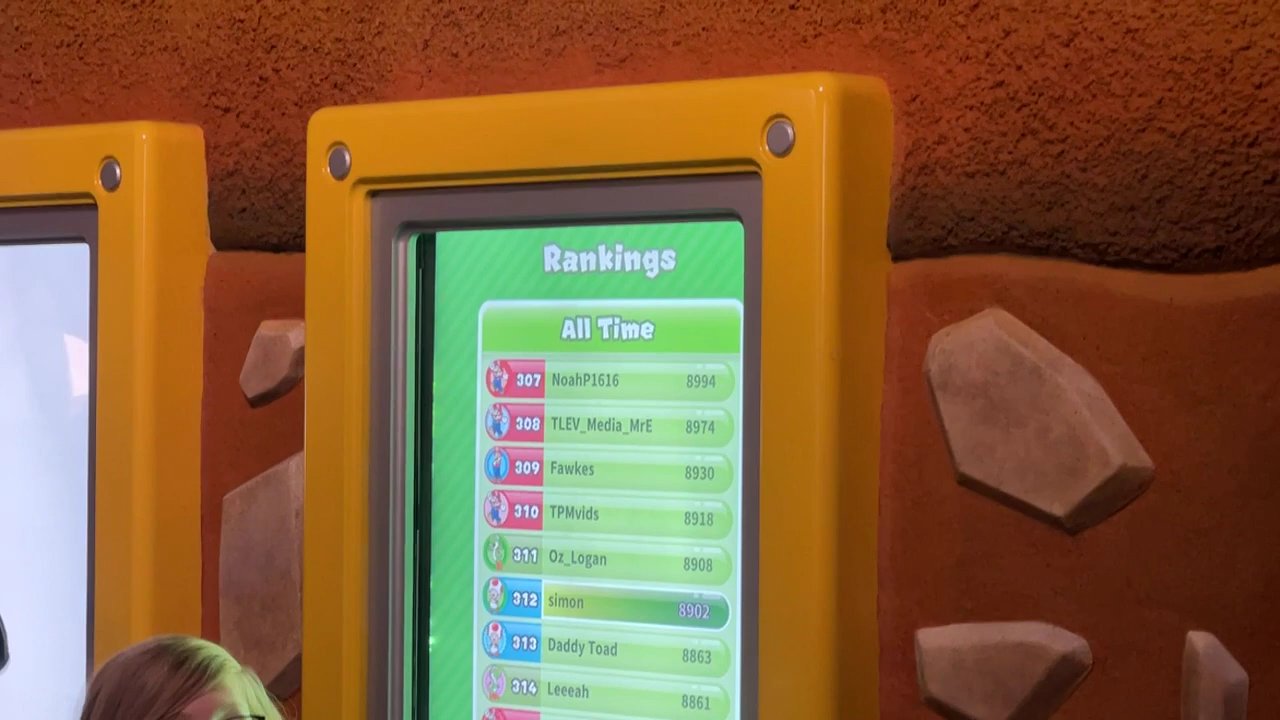 Rankings
All Time
307 NoahP1616 8994
308 TLEV_Media_MrE 8974
309 Fawkes 8930
310 TPMvids 8918
311 Oz_Logan 8908
312 simon 8902
313 Daddy Toad 8863
314 Leeeah 8861